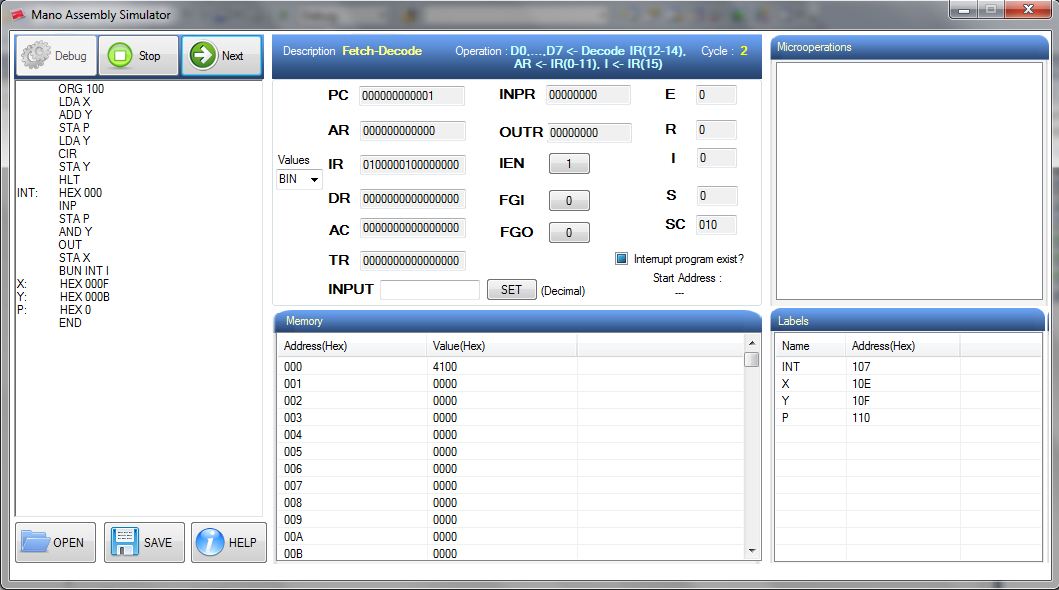 Mano Assembly Simulator
Debug Stop Next
ORG 100
LDA X
ADD Y
STA P
LDA Y
CIR
STA Y
HLT
INT: HEX 000
INP
STA P
AND Y
OUT
STA X
BUN INT I
X: HEX 000F
Y: HEX 000B
P: HEX 0
END
OPEN SAVE HELP
Description Fetch-Decode Operation : D0,...,D7 <- Decode IR(12-14), Cycle : 2
AR <- IR(0-11), I <- IR(15)
PC 000000000001 INPR 00000000 E 0
AR 000000000000 OUTR 00000000 R 0
Values
BIN
IR 0100000100000000 IEN 1 I 0
DR 0000000000000000 FGI 0 S 0
AC 0000000000000000 FGO 0 SC 010
TR 0000000000000000 Interrupt program exist?
Start Address :
---
INPUT SET (Decimal)
Memory
Address(Hex) Value(Hex)
000 4100
001 0000
002 0000
003 0000
004 0000
005 0000
006 0000
007 0000
008 0000
009 0000
00A 0000
00B 0000
Microoperations
Labels
Name Address(Hex)
INT 107
X 10E
Y 10F
P 110